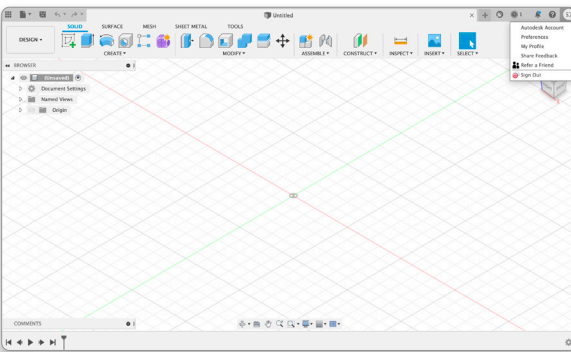 Untitled
1
SOLID SURFACE MESH SHEET METAL TOOLS
DESIGN
CREATE MODIFY ASSEMBLE CONSTRUCT INSPECT INSERT SELECT
Autodesk Account
Preferences
My Profile
Share Feedback
Refer a Friend
Sign Out
BROWSER
(Unsaved)
Document Settings
Named Views
Origin
COMMENTS